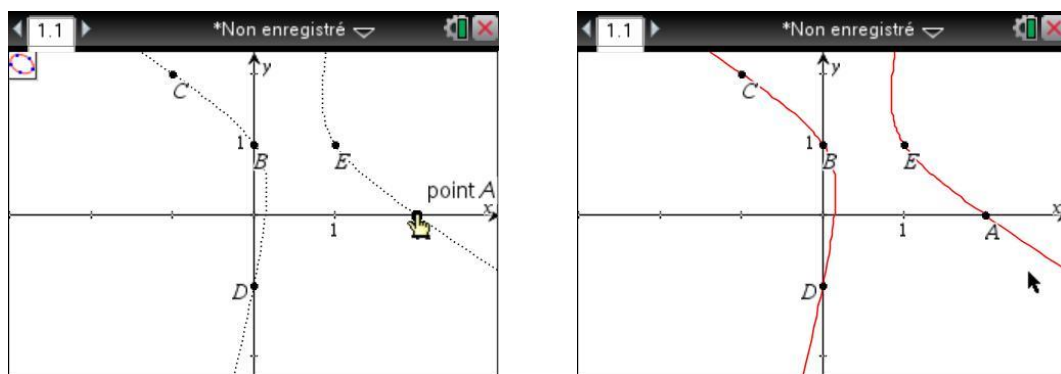 1.1 *Non enregistré
y
C
1
B
E
point A
x
1
D
1.1 *Non enregistré
y
C
1
B
E
x
1
A
D